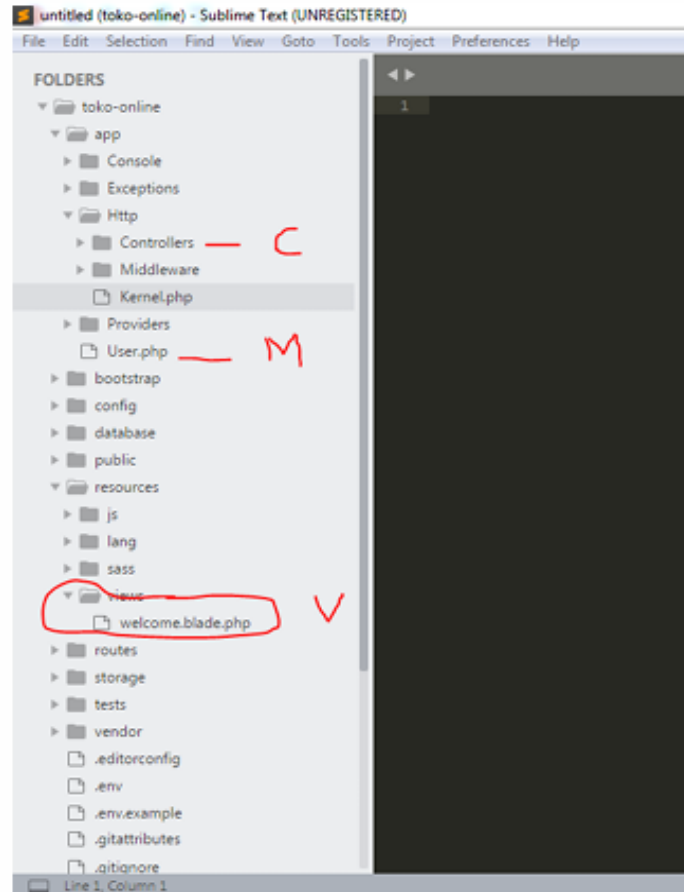 untitled (toko-online) - Sublime Text (UNREGISTERED)
File Edit Selection Find View Goto Tools Project Preferences Help
FOLDERS
toko-online
1
app
Console
Exceptions
Http
Controllers C
Middleware
Kernel.php
Providers
User.php M
bootstrap
config
database
public
resources
js
lang
sass
views
welcome.blade.php V
routes
storage
tests
vendor
.editorconfig
.env
.env.example
.gitattributes
.gitignore
Line 1, Column 1